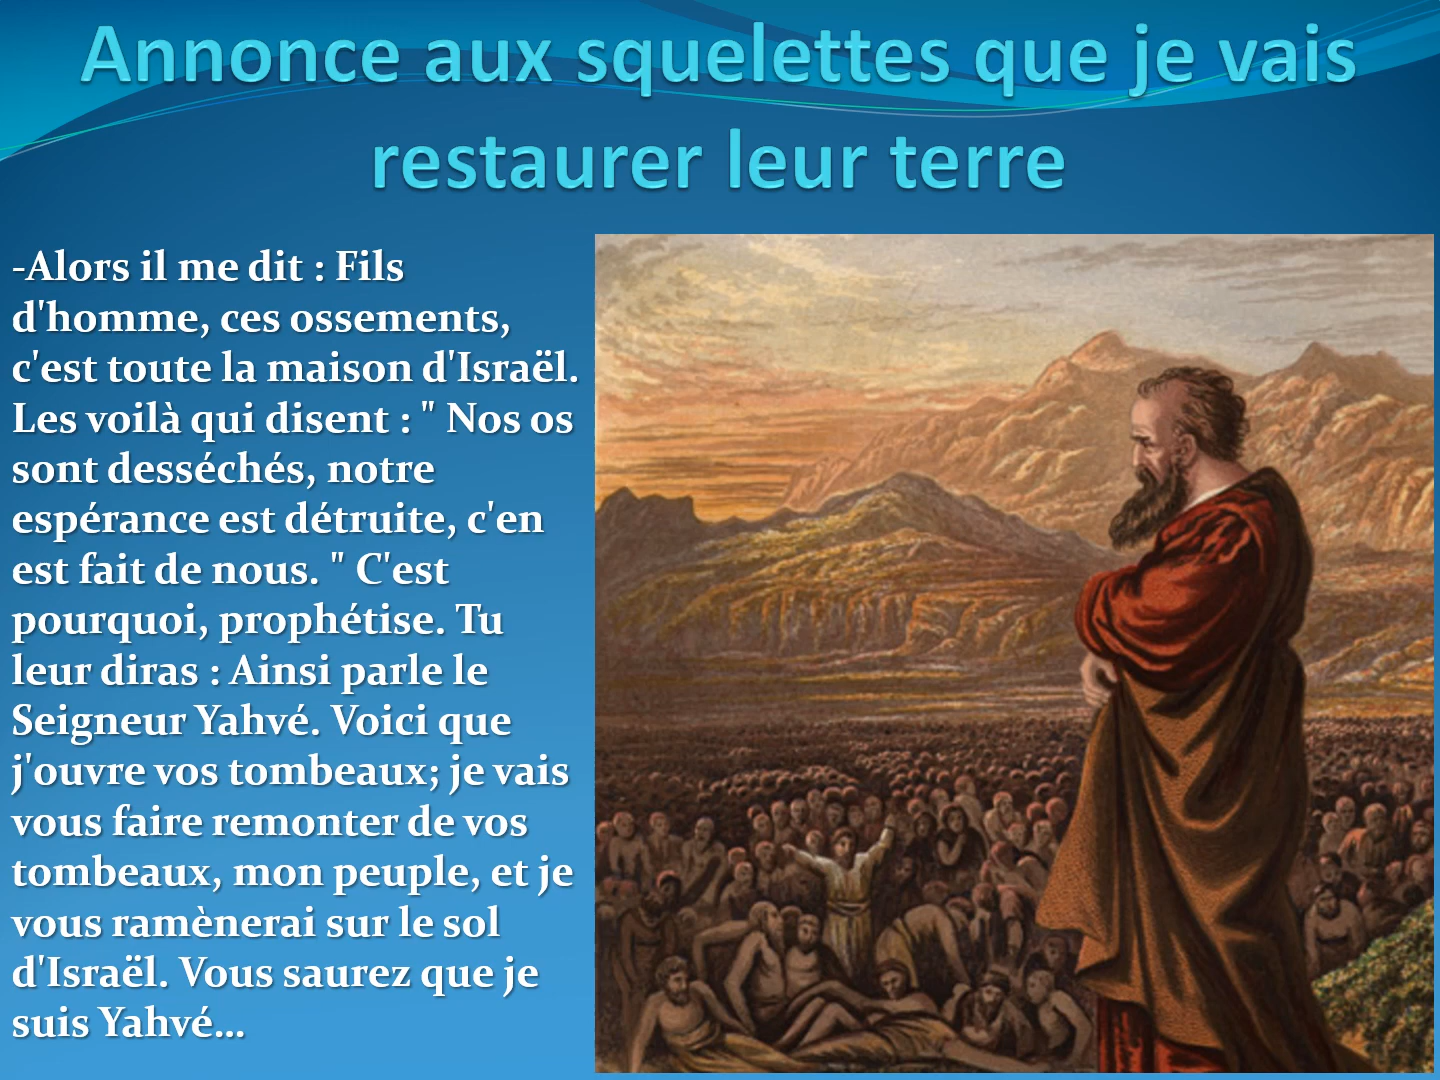 Annonce aux squelettes que je vais
restaurer leur terre
-Alors il me dit : Fils
d'homme, ces ossements,
c'est toute la maison d'Israël.
Les voilà qui disent : " Nos os
sont desséchés, notre
espérance est détruite, c'en
est fait de nous. " C'est
pourquoi, prophétise. Tu
leur diras : Ainsi parle le
Seigneur Yahvé. Voici que
j'ouvre vos tombeaux; je vais
vous faire remonter de vos
tombeaux, mon peuple, et je
vous ramènerai sur le sol
d'Israël. Vous saurez que je
suis Yahvé...